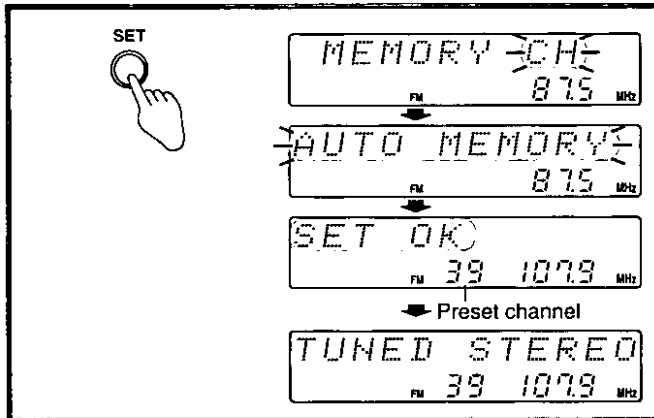 SET
MEMORY CH
FM 87.5 MHz
AUTO MEMORY
FM 87.5 MHz
SET OK
FM 39 107.9 MHz
Preset channel
TUNED STEREO
FM 39 107.9 MHz